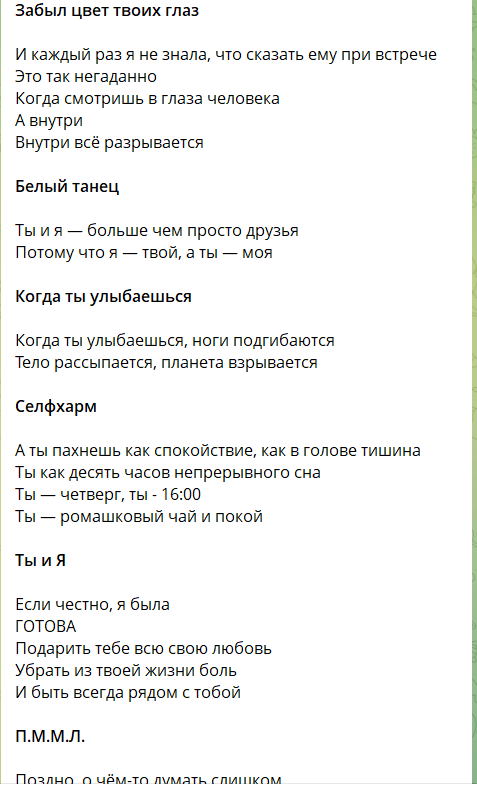 Забыл цвет твоих глаз
И каждый раз я не знала, что сказать ему при встрече
Это так негаданно
Когда смотришь в глаза человека
А внутри
Внутри всё разрывается
Белый танец
Ты и я — больше чем просто друзья
Потому что я — твой, а ты — моя
Когда ты улыбаешься
Когда ты улыбаешься, ноги подгибаются
Тело рассыпается, планета взрывается
Селфхарм
А ты пахнешь как спокойствие, как в голове тишина
Ты как десять часов непрерывного сна
Ты — четверг, ты - 16:00
Ты — ромашковый чай и покой
Ты и Я
Если честно, я была
ГОТОВА
Подарить тебе всю свою любовь
Убрать из твоей жизни боль
И быть всегда рядом с тобой
П.М.М.Л.
Поздно, о чём-то думать слишком